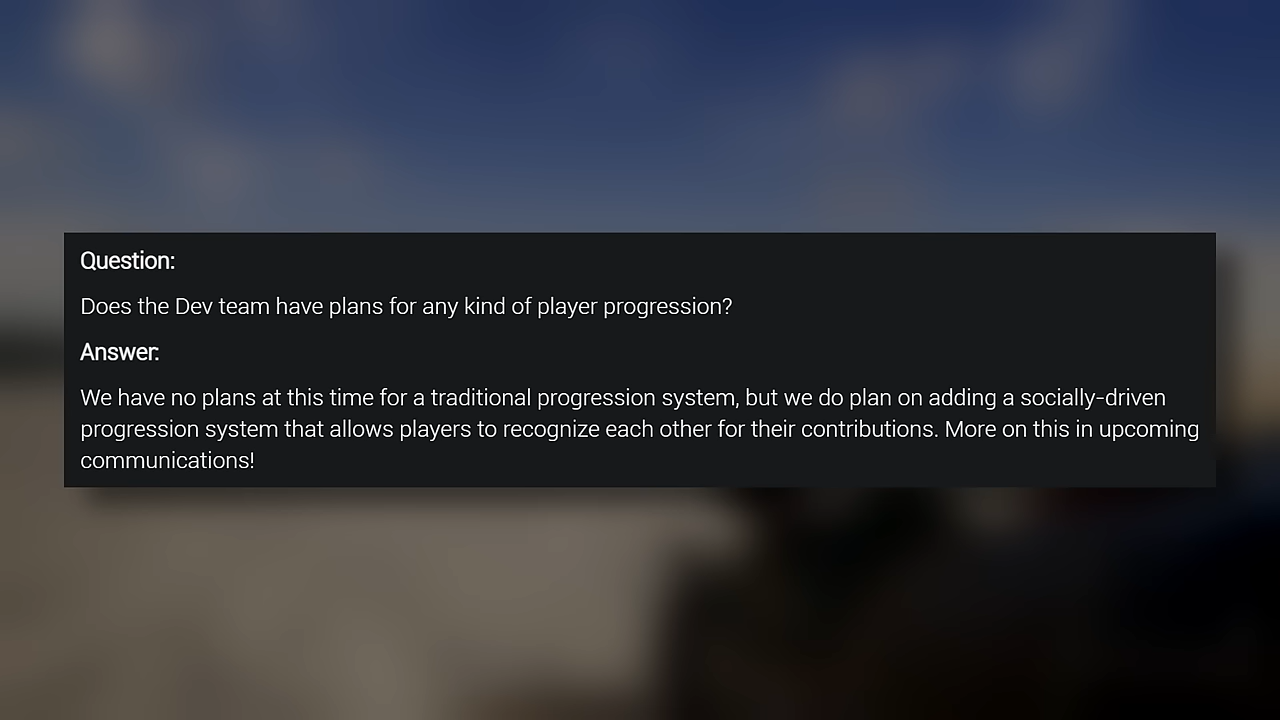 Question:
Does the Dev team have plans for any kind of player progression?
Answer:
We have no plans at this time for a traditional progression system, but we do plan on adding a socially-driven
progression system that allows players to recognize each other for their contributions. More on this in upcoming
communications!